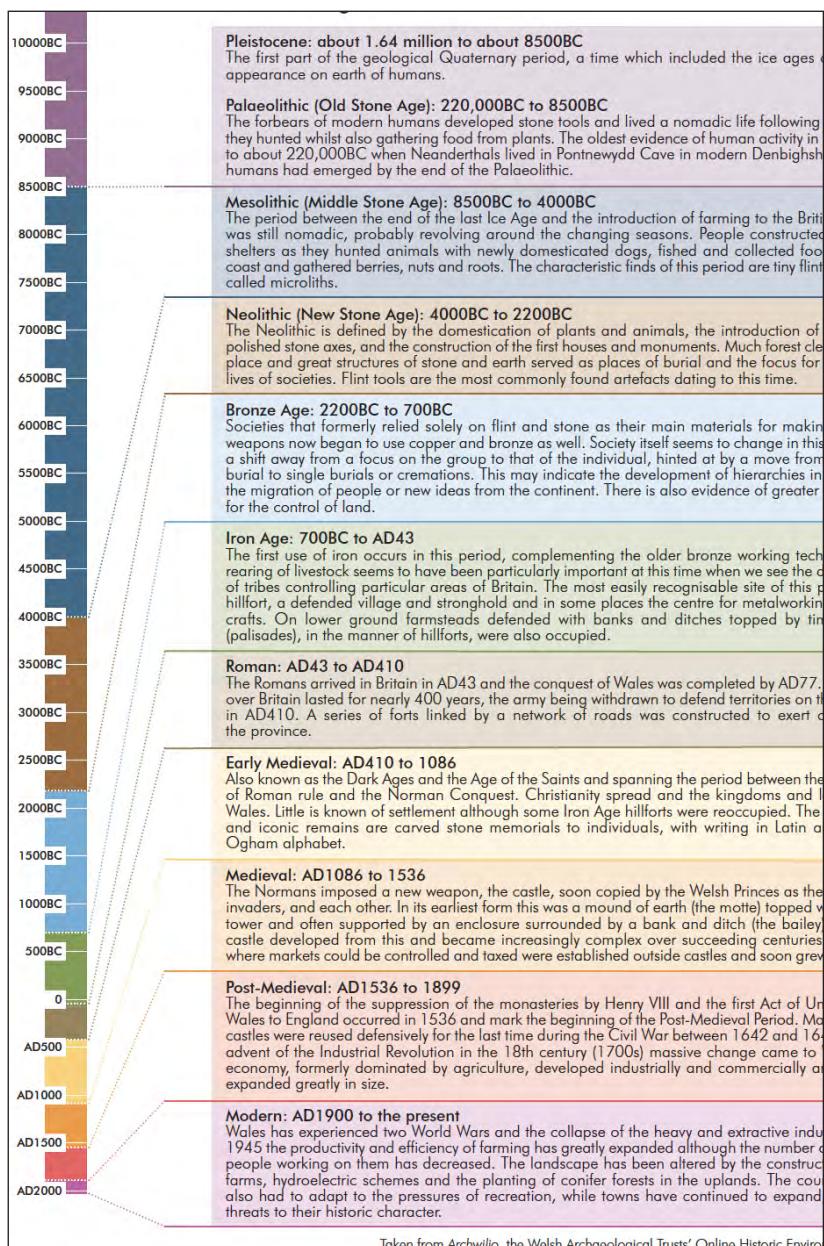 10000BC
9500BC
9000BC
8500BC
8000BC
7500BC
7000BC
6500BC
6000BC
5500BC
5000BC
4500BC
4000BC
3500BC
3000BC
2500BC
2000BC
1500BC
1000BC
500BC
0
AD500
AD1000
AD1500
AD2000
Pleistocene: about 1.64 million to about 8500BC
The first part of the geological Quaternary period, a time which included the ice ages
appearance on earth of humans.
Palaeolithic (Old Stone Age): 220,000BC to 8500BC
The forbears of modern humans developed stone tools and lived a nomadic life following
they hunted whilst also gathering food from plants. The oldest evidence of human activity in
to about 220,000BC when Neanderthals lived in Pontnewydd Cave in modern Denbighsh
humans had emerged by the end of the Palaeolithic.
Mesolithic (Middle Stone Age): 8500BC to 4000BC
The period between the end of the last Ice Age and the introduction of farming to the Briti
was still nomadic, probably revolving around the changing seasons. People constructed
shelters as they hunted animals with newly domesticated dogs, fished and collected foo
coast and gathered berries, nuts and roots. The characteristic finds of this period are tiny flint
called microliths.
Neolithic (New Stone Age): 4000BC to 2200BC
The Neolithic is defined by the domestication of plants and animals, the introduction of
polished stone axes, and the construction of the first houses and monuments. Much forest cle
place and great structures of stone and earth served as places of burial and the focus for
lives of societies. Flint tools are the most commonly found artefacts dating to this time.
Bronze Age: 2200BC to 700BC
Societies that formerly relied solely on flint and stone as their main materials for makin
weapons now began to use copper and bronze as well. Society itself seems to change in this
a shift away from a focus on the group to that of the individual, hinted at by a move from
burial to single burials or cremations. This may indicate the development of hierarchies in
the migration of people or new ideas from the continent. There is also evidence of greater
for the control of land.
Iron Age: 700BC to AD43
The first use of iron occurs in this period, complementing the older bronze working tech
rearing of livestock seems to have been particularly important at this time when we see the
of tribes controlling particular areas of Britain. The most easily recognisable site of this p
hillfort, a defended village and stronghold and in some places the centre for metalworkin
crafts. On lower ground farmsteads defended with banks and ditches topped by tim
(palisades), in the manner of hillforts, were also occupied.
Roman: AD43 to AD410
The Romans arrived in Britain in AD43 and the conquest of Wales was completed by AD77.
over Britain lasted for nearly 400 years, the army being withdrawn to defend territories on th
in AD410. A series of forts linked by a network of roads was constructed to exert
the province.
Early Medieval: AD410 to 1086
Also known as the Dark Ages and the Age of the Saints and spanning the period between the
of Roman rule and the Norman Conquest. Christianity spread and the kingdoms and
Wales. Little is known of settlement although some Iron Age hillforts were reoccupied. The
and iconic remains are carved stone memorials to individuals, with writing in Latin a
Ogham alphabet.
Medieval: AD1086 to 1536
The Normans imposed a new weapon, the castle, soon copied by the Welsh Princes as the
invaders, and each other. In its earliest form this was a mound of earth (the motte) topped w
tower and often supported by an enclosure surrounded by a bank and ditch (the bailey)
castle developed from this and became increasingly complex over succeeding centuries
where markets could be controlled and taxed were established outside castles and soon grew
Post-Medieval: AD1536 to 1899
The beginning of the suppression of the monasteries by Henry VIII and the first Act of Un
Wales to England occurred in 1536 and mark the beginning of the Post-Medieval Period. Ma
castles were reused defensively for the last time during the Civil War between 1642 and 164
advent of the Industrial Revolution in the 18th century (1700s) massive change came to
economy, formerly dominated by agriculture, developed industrially and commercially a
expanded greatly in size.
Modern: AD1900 to the present
Wales has experienced two World Wars and the collapse of the heavy and extractive indu
1945 the productivity and efficiency of farming has greatly expanded although the number
people working on them has decreased. The landscape has been altered by the construct
farms, hydroelectric schemes and the planting of conifer forests in the uplands. The cou
also had to adapt to the pressures of recreation, while towns have continued to expand
threats to their historic character.
Taken from Archwilio, the Welsh Archaeological Trusts' Online Historic Enviro